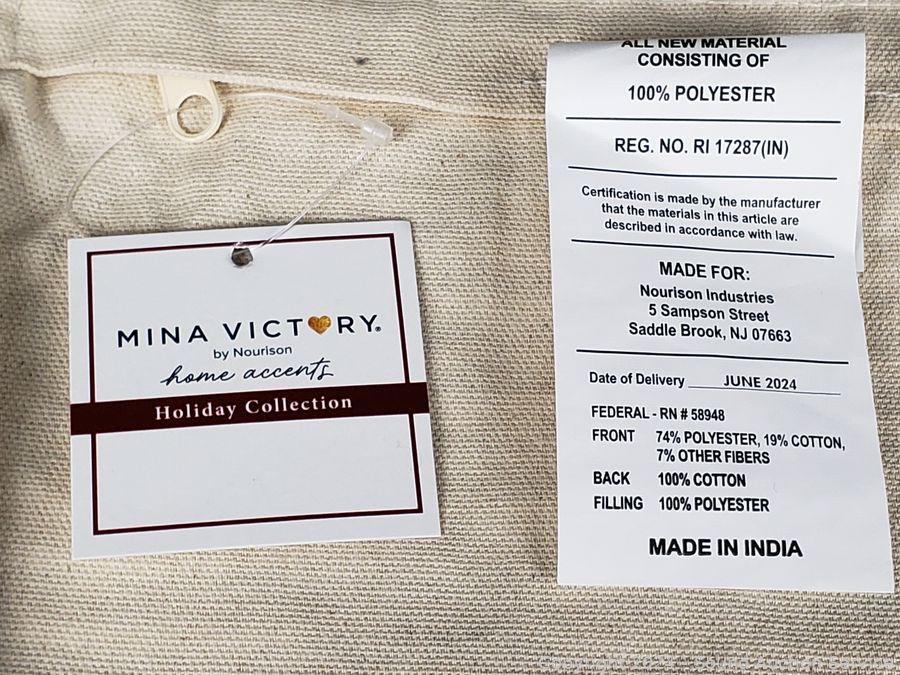 MINA VICTORY®
by Nourison
home accents
Holiday Collection
ALL NEW MATERIAL
CONSISTING OF
100% POLYESTER
REG. NO. RI 17287(IN)
Certification is made by the manufacturer
that the materials in this article are
described in accordance with law.
MADE FOR:
Nourison Industries
5 Sampson Street
Saddle Brook, NJ 07663
Date of Delivery JUNE 2024
FEDERAL - RN # 58948
FRONT 74% POLYESTER, 19% COTTON,
7% OTHER FIBERS
BACK 100% COTTON
FILLING 100% POLYESTER
MADE IN INDIA